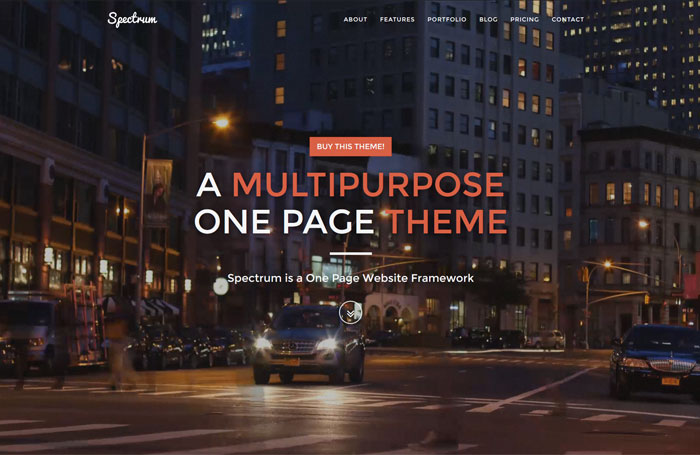 Spectrum
ABOUT FEATURES PORTFOLIO BLOG PRICING CONTACT
BUY THIS THEME!
A MULTIPURPOSE
ONE PAGE THEME
Spectrum is a One Page Website Framework